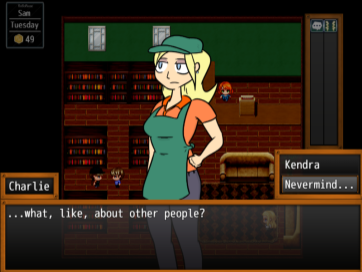 Sam
Tuesday
49
Kendra
Nevermind...
Charlie
...what, like, about other people?